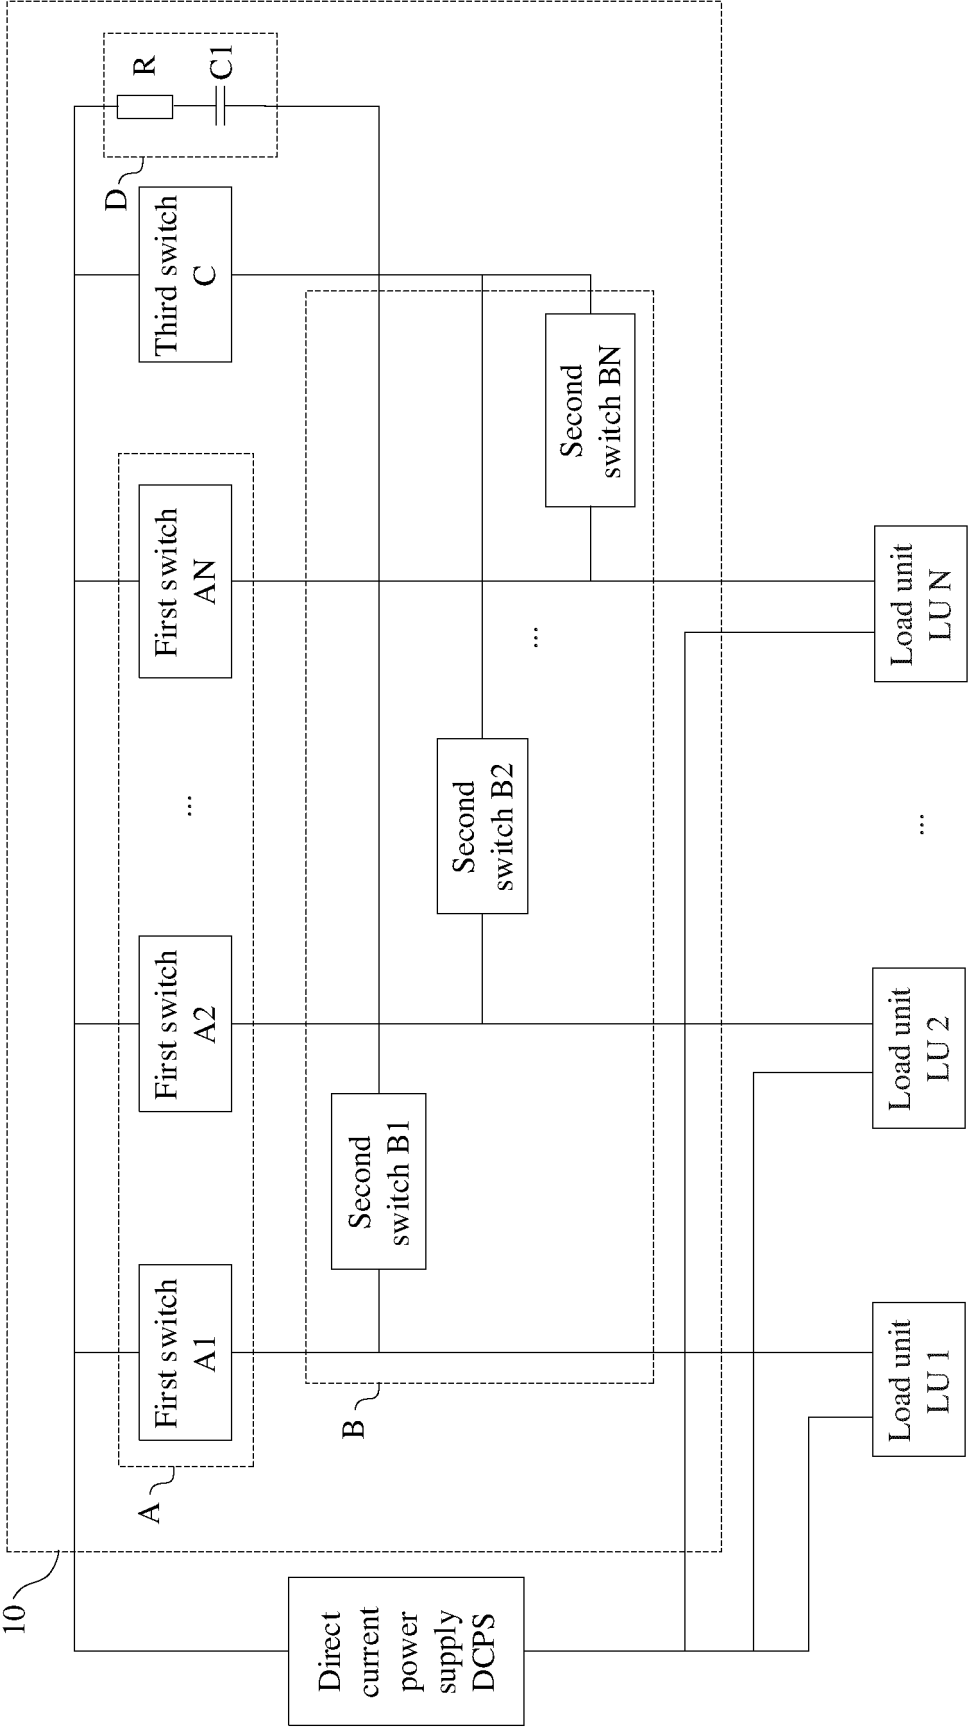 10
Direct
current
power
supply
DCPS
A
First switch
A1
First switch
A2
...
First switch
AN
Third switch
C
D
R
C1
B
Second
switch B1
Second
switch B2
...
Second
switch BN
Load unit
LU 1
Load unit
LU 2
...
Load unit
LU N